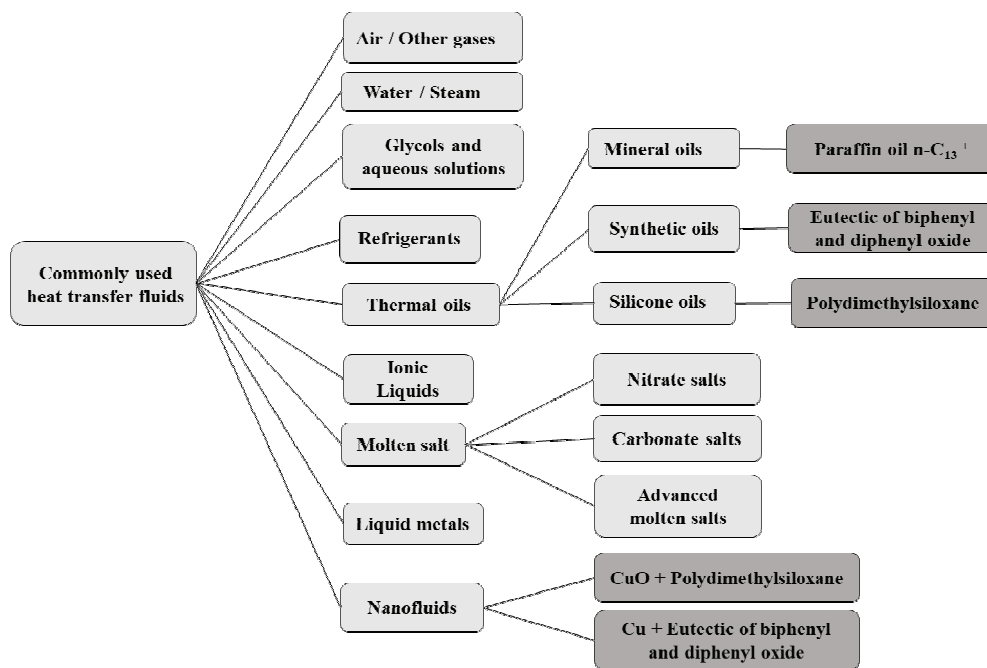 Air / Other gases
Water / Steam
Glycols and
aqueous solutions
Refrigerants
Commonly used
heat transfer fluids
Thermal oils
Ionic
Liquids
Molten salt
Liquid metals
Nanofluids
Mineral oils
Synthetic oils
Silicone oils
Nitrate salts
Carbonate salts
Advanced
molten salts
Paraffin oil n-C₁₃⁺
Eutectic of biphenyl
and diphenyl oxide
Polydimethylsiloxane
CuO + Polydimethylsiloxane
Cu + Eutectic of biphenyl
and diphenyl oxide